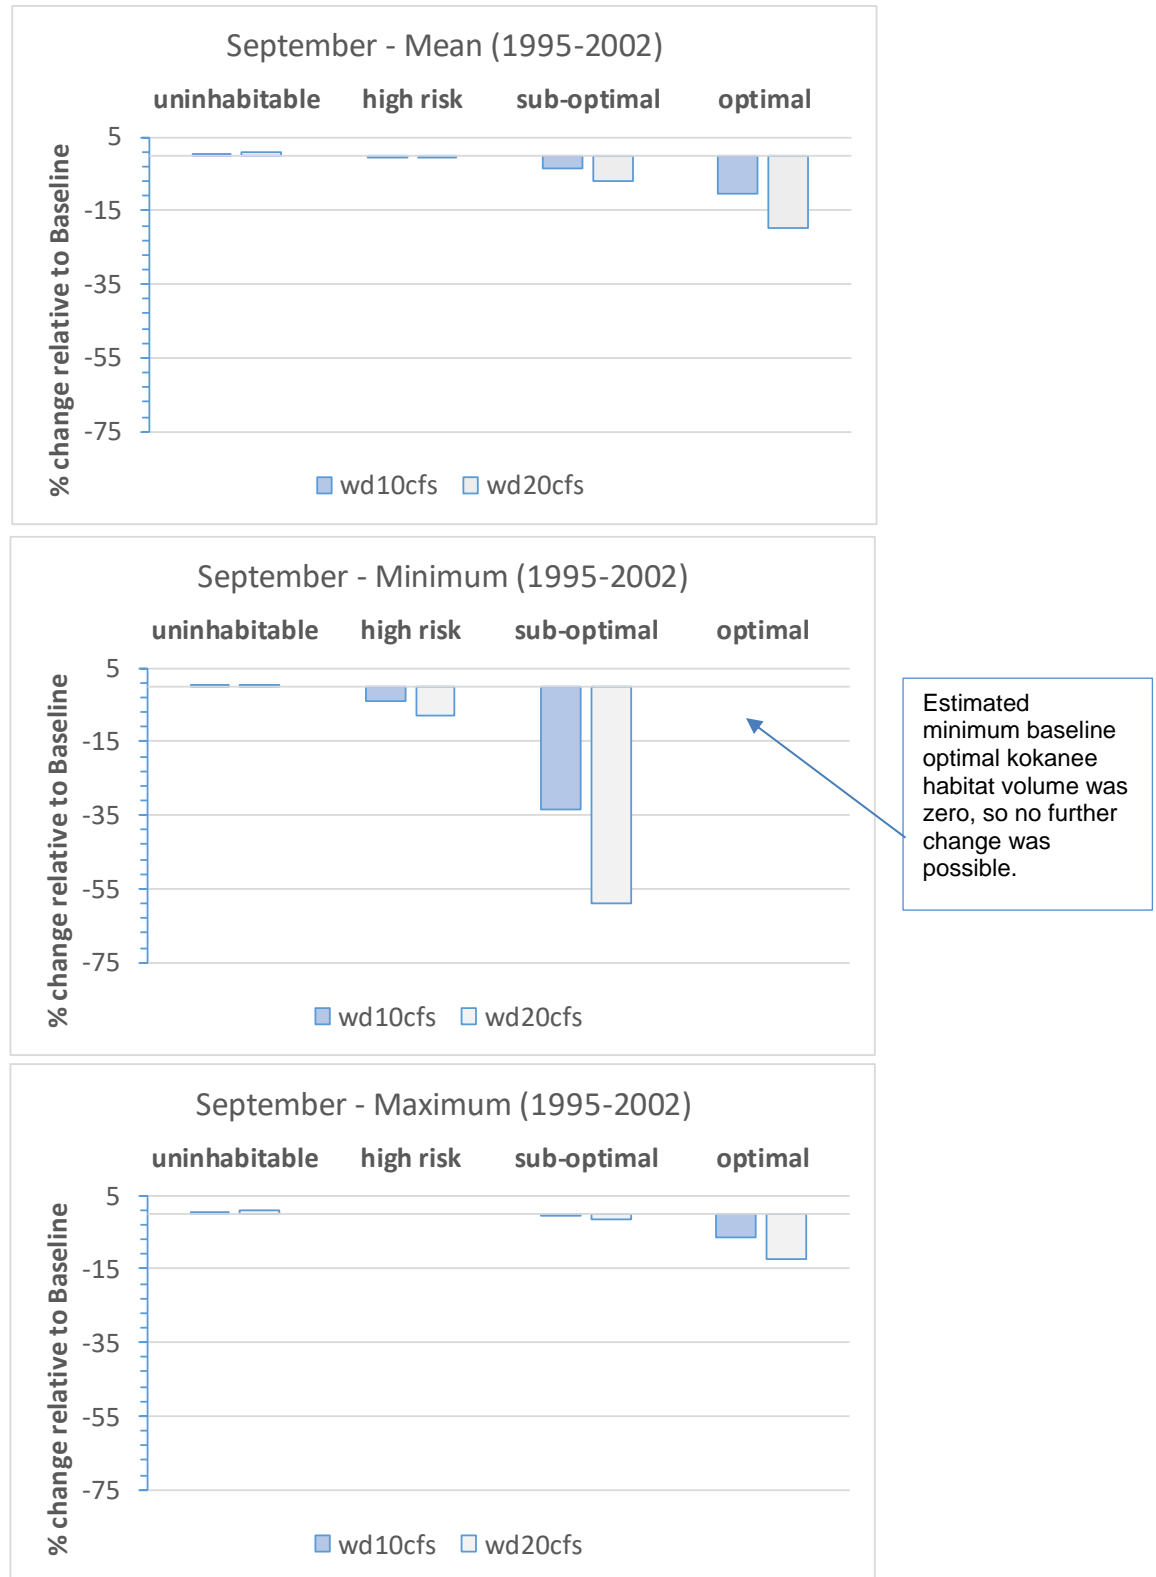 September - Mean (1995-2002)
uninhabitable high risk sub-optimal optimal
% change relative to Baseline
5
-15
-35
-55
-75
wd10cfs wd20cfs
September - Minimum (1995-2002)
uninhabitable high risk sub-optimal optimal
% change relative to Baseline
5
-15
-35
-55
-75
wd10cfs wd20cfs
Estimated
minimum baseline
optimal kokanee
habitat volume was
zero, so no further
change was
possible.
September - Maximum (1995-2002)
uninhabitable high risk sub-optimal optimal
% change relative to Baseline
5
-15
-35
-55
-75
wd10cfs wd20cfs